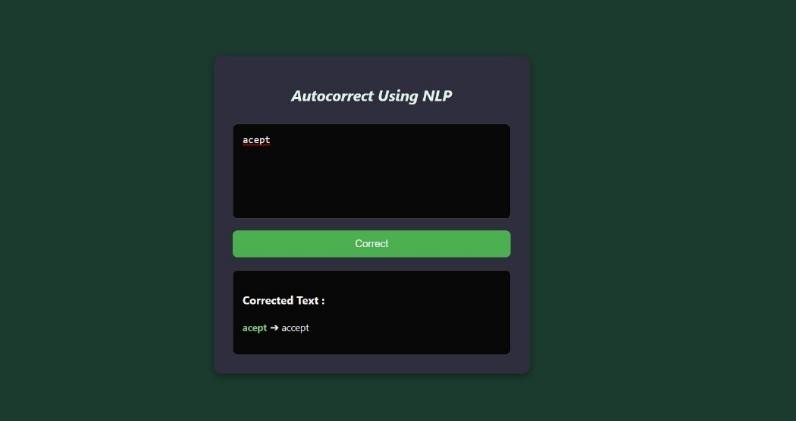 Autocorrect Using NLP
acept
Correct
Corrected Text :
acept ➔ accept